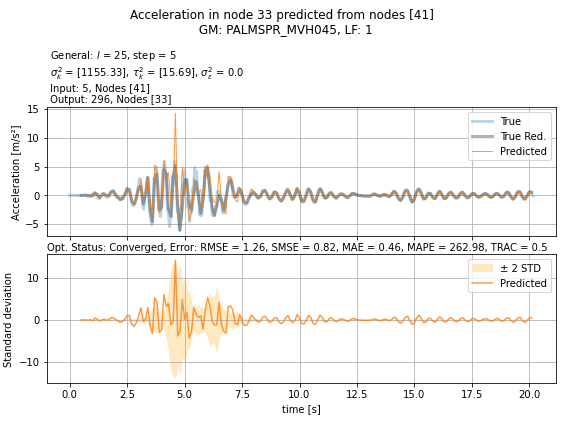 Acceleration in node 33 predicted from nodes [41]
GM: PALMSPR_MVH045, LF: 1
General: l = 25, step = 5
σ²ₖ = [1155.33], τ²ₖ = [15.69], σ²ε = 0.0
Input: 5, Nodes [41]
Output: 296, Nodes [33]
15
10
5
0
−5
Acceleration [m/s²]
True
True Red.
Predicted
Opt. Status: Converged, Error: RMSE = 1.26, SMSE = 0.82, MAE = 0.46, MAPE = 262.98, TRAC = 0.5
10
0
−10
Standard deviation
± 2 STD
Predicted
0.0 2.5 5.0 7.5 10.0 12.5 15.0 17.5 20.0
time [s]